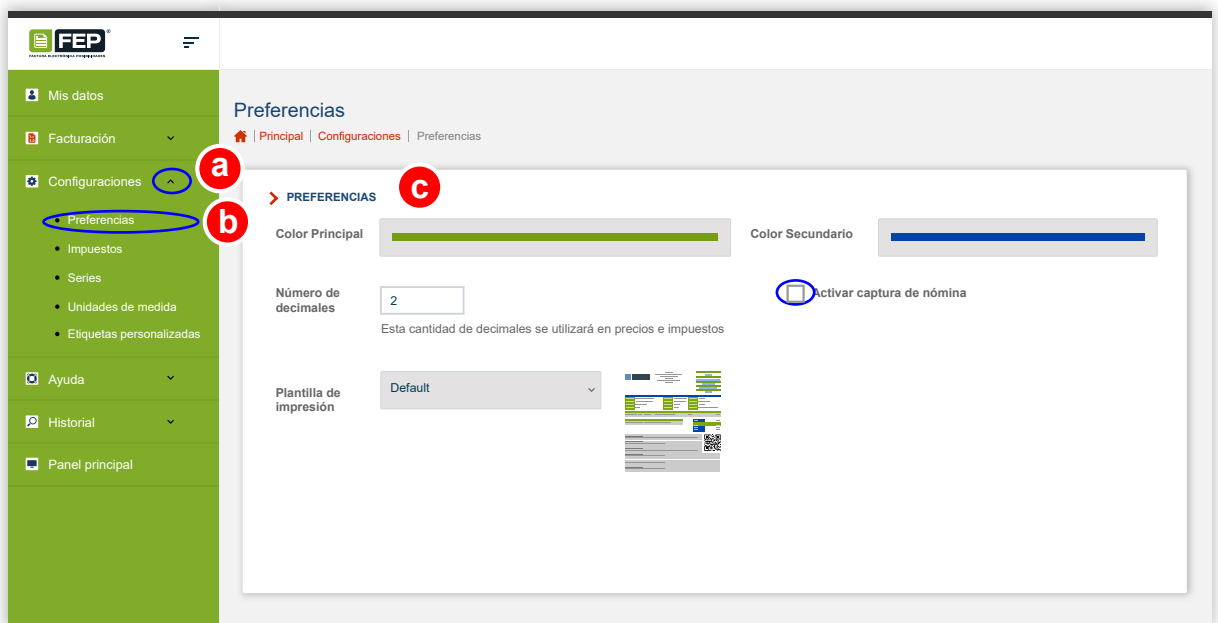 FEP
Mis datos
Facturación
Configuraciones
a
Preferencias
b
Impuestos
Series
Unidades de medida
Etiquetas personalizadas
Ayuda
Historial
Panel principal
Preferencias
| Principal | Configuraciones | Preferencias
PREFERENCIAS
c
Color Principal
Color Secundario
Número de
decimales
2
Esta cantidad de decimales se utilizará en precios e impuestos
Activar captura de nómina
Plantilla de
impresión
Default